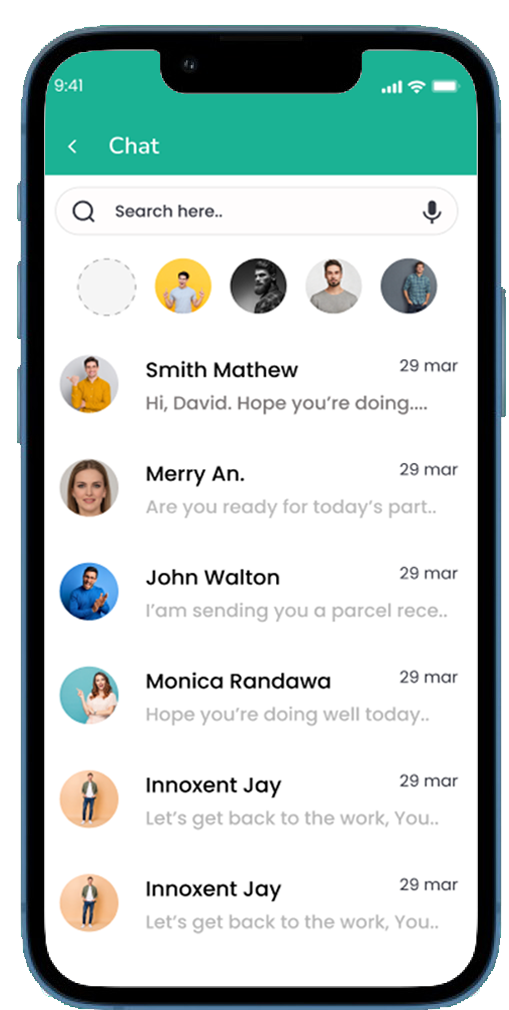 9:41
Chat
Search here..
Smith Mathew 29 mar
Hi, David. Hope you're doing....
Merry An. 29 mar
Are you ready for today's part..
John Walton 29 mar
I'am sending you a parcel rece..
Monica Randawa 29 mar
Hope you're doing well today..
Innoxent Jay 29 mar
Let's get back to the work, You..
Innoxent Jay 29 mar
Let's get back to the work, You..